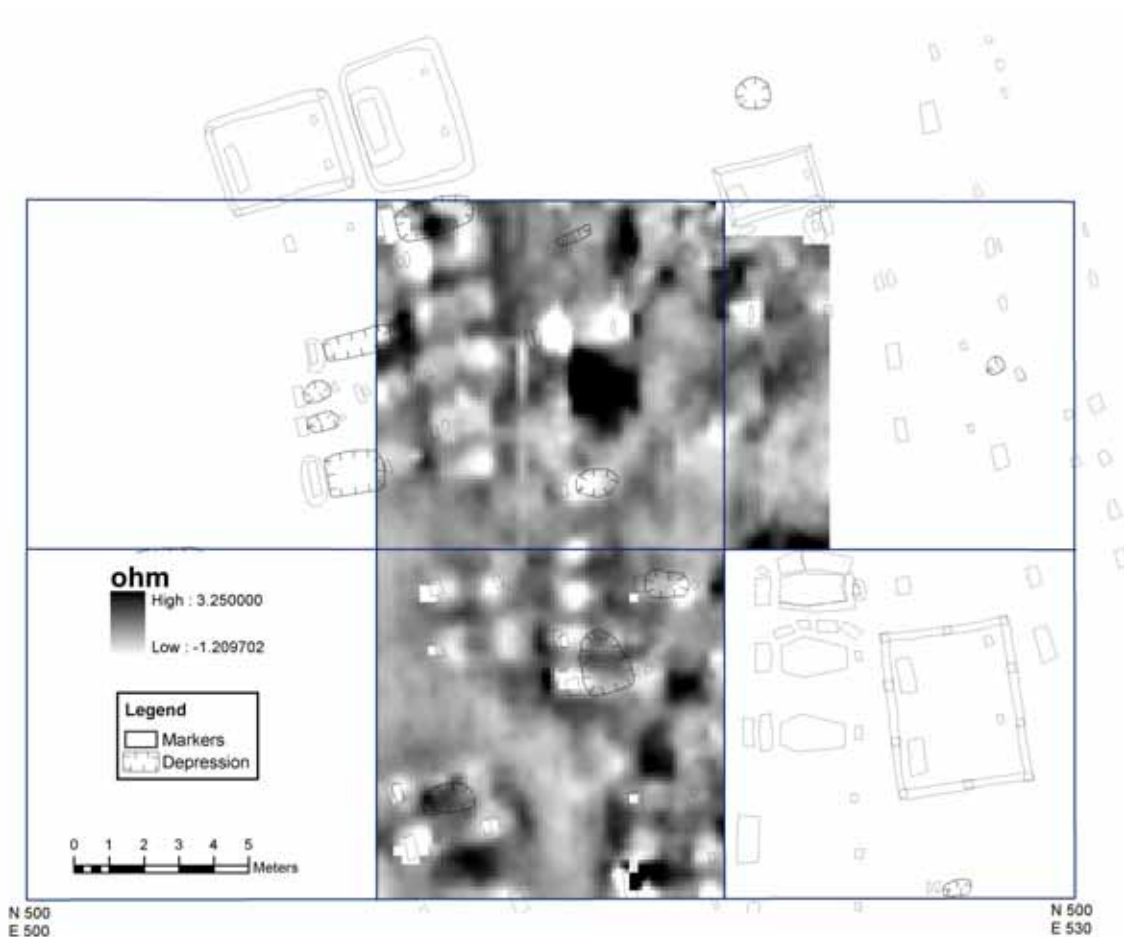 ohm
High : 3.250000
Low : -1.209702
Legend
Markers
Depression
0 1 2 3 4 5
Meters
N 500
E 500
N 500
E 530